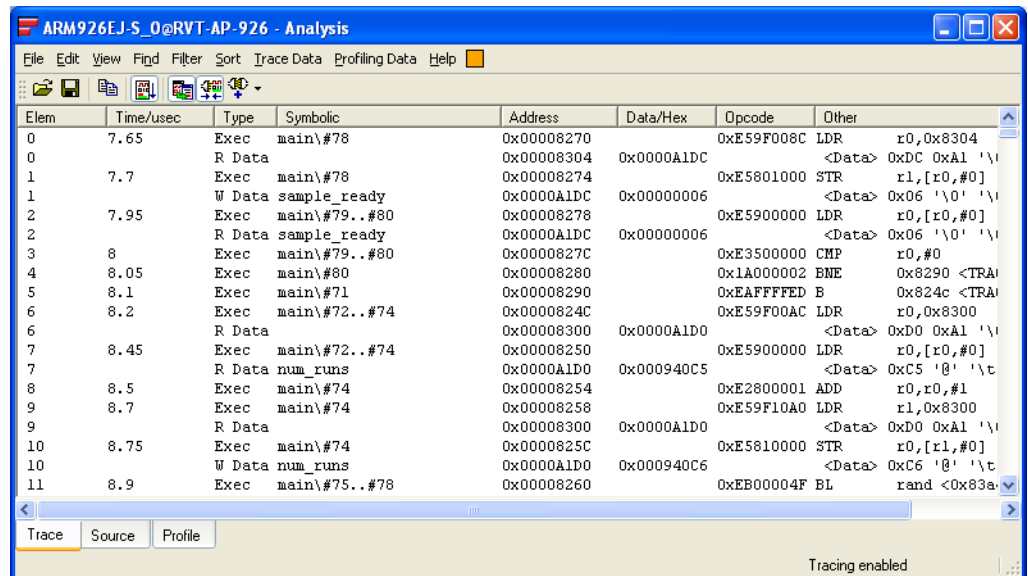 ARM926EJ-S_0@RVT-AP-926 - Analysis
File Edit View Find Filter Sort Trace Data Profiling Data Help
Elem Time/usec Type Symbolic Address Data/Hex Opcode Other
0 7.65 Exec main\#78 0x00008270 0xE59F008C LDR r0,0x8304
0 R Data 0x00008304 0x0000A1DC <Data> 0xDC 0xA1 '\
1 7.7 Exec main\#78 0x00008274 0xE5801000 STR r1,[r0,#0]
1 W Data sample_ready 0x0000A1DC 0x00000006 <Data> 0x06 '\0' '\
2 7.95 Exec main\#79..#80 0x00008278 0xE5900000 LDR r0,[r0,#0]
2 R Data sample_ready 0x0000A1DC 0x00000006 <Data> 0x06 '\0' '\
3 8 Exec main\#79..#80 0x0000827C 0xE3500000 CMP r0,#0
4 8.05 Exec main\#80 0x00008280 0x1A000002 BNE 0x8290 <TRA
5 8.1 Exec main\#71 0x00008290 0xEAFFFFED B 0x824c <TRA
6 8.2 Exec main\#72..#74 0x0000824C 0xE59F00AC LDR r0,0x8300
6 R Data 0x00008300 0x0000A1D0 <Data> 0xD0 0xA1 '\
7 8.45 Exec main\#72..#74 0x00008250 0xE5900000 LDR r0,[r0,#0]
7 R Data num_runs 0x0000A1D0 0x000940C5 <Data> 0xC5 '@' '\t
8 8.5 Exec main\#74 0x00008254 0xE2800001 ADD r0,r0,#1
9 8.7 Exec main\#74 0x00008258 0xE59F10A0 LDR r1,0x8300
9 R Data 0x00008300 0x0000A1D0 <Data> 0xD0 0xA1 '\
10 8.75 Exec main\#74 0x0000825C 0xE5810000 STR r0,[r1,#0]
10 W Data num_runs 0x0000A1D0 0x000940C6 <Data> 0xC6 '@' '\t
11 8.9 Exec main\#75..#78 0x00008260 0xEB00004F BL rand <0x83a
Trace Source Profile
Tracing enabled